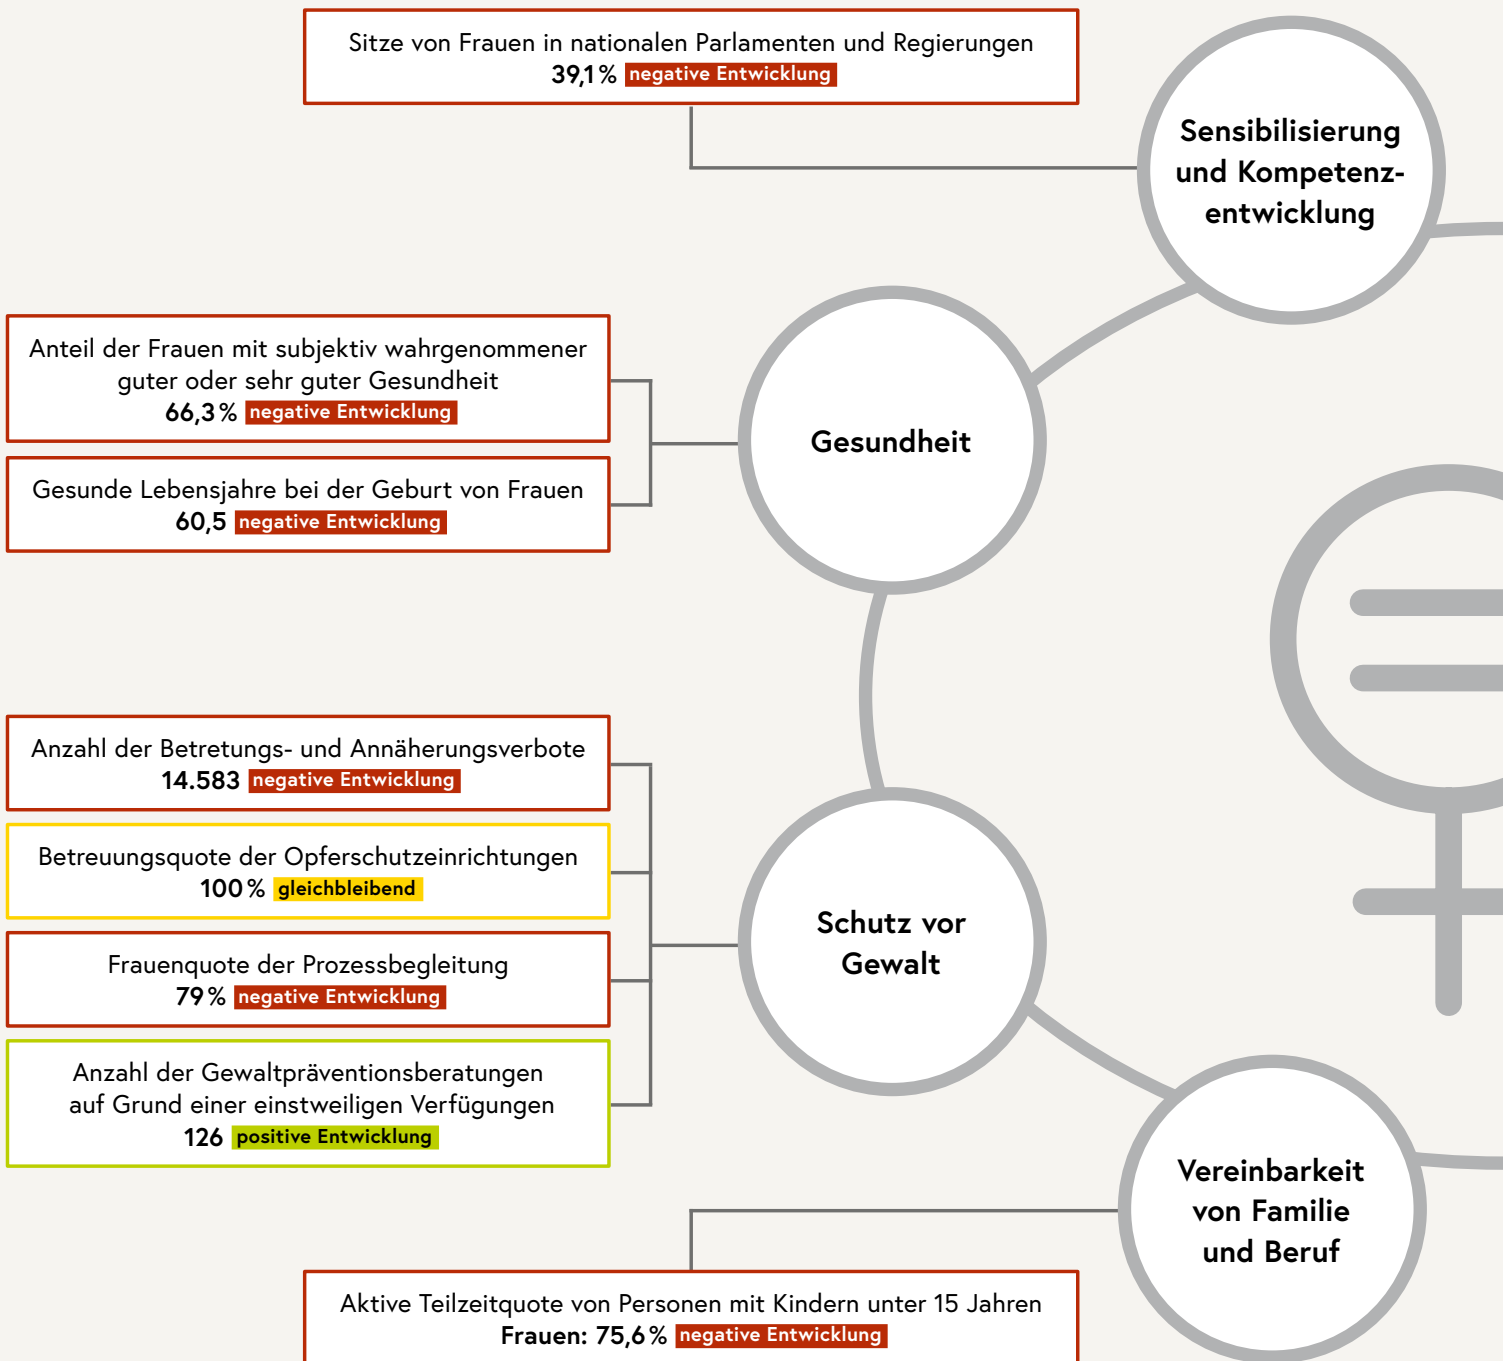 Sitze von Frauen in nationalen Parlamenten und Regierungen
39,1 % negative Entwicklung
Sensibilisierung
und Kompetenz-
entwicklung
Anteil der Frauen mit subjektiv wahrgenommener
guter oder sehr guter Gesundheit
66,3 % negative Entwicklung
Gesunde Lebensjahre bei der Geburt von Frauen
60,5 negative Entwicklung
Gesundheit
Anzahl der Betretungs- und Annäherungsverbote
14.583 negative Entwicklung
Betreuungsquote der Opferschutzeinrichtungen
100 % gleichbleibend
Frauenquote der Prozessbegleitung
79 % negative Entwicklung
Anzahl der Gewaltpräventionsberatungen
auf Grund einer einstweiligen Verfügungen
126 positive Entwicklung
Schutz vor
Gewalt
Vereinbarkeit
von Familie
und Beruf
Aktive Teilzeitquote von Personen mit Kindern unter 15 Jahren
Frauen: 75,6 % negative Entwicklung